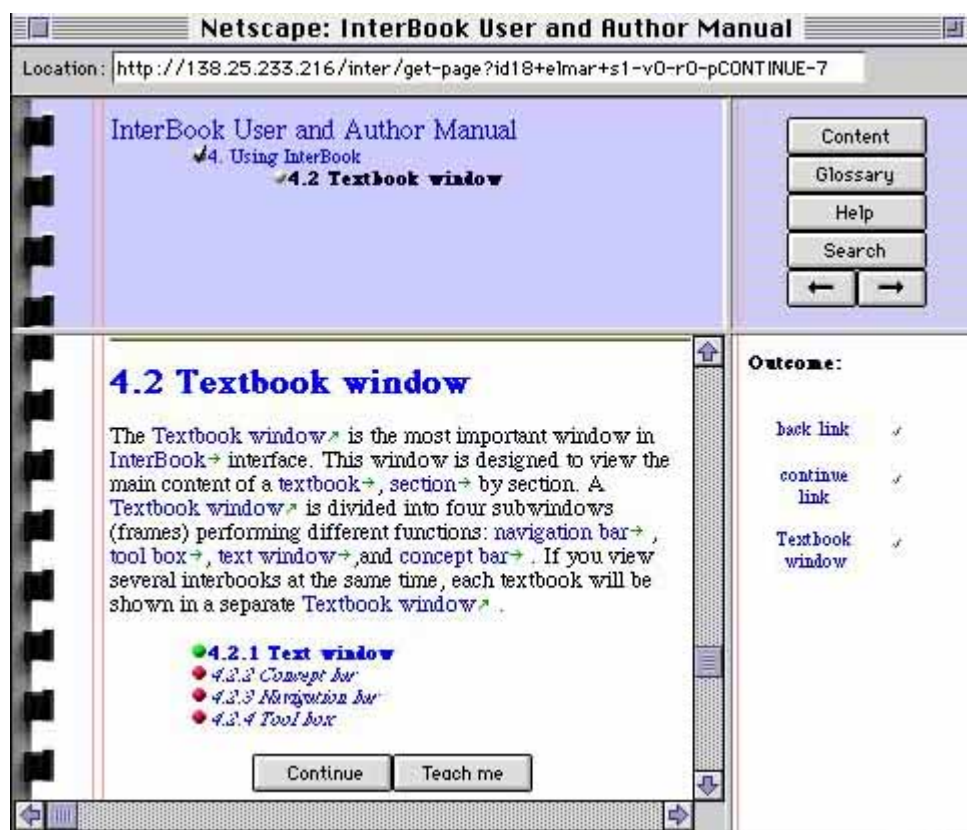 Netscape: InterBook User and Author Manual
Location: http://138.25.233.216/inter/get-page?id18+elmar+s1-v0-r0-pCONTINUE-7
InterBook User and Author Manual
4. Using InterBook
4.2 Textbook window
Content
Glossary
Help
Search
← →
4.2 Textbook window
The Textbook window↗ is the most important window in
InterBook→ interface. This window is designed to view the
main content of a textbook→, section→ by section. A
Textbook window↗ is divided into four subwindows
(frames) performing different functions: navigation bar→ ,
tool box→, text window→,and concept bar→ . If you view
several interbooks at the same time, each textbook will be
shown in a separate Textbook window↗ .
4.2.1 Text window
4.2.2 Concept bar
4.2.3 Navigation bar
4.2.4 Tool box
Continue Teach me
Outcome:
back link ✓
continue ✓
link
Textbook ✓
window